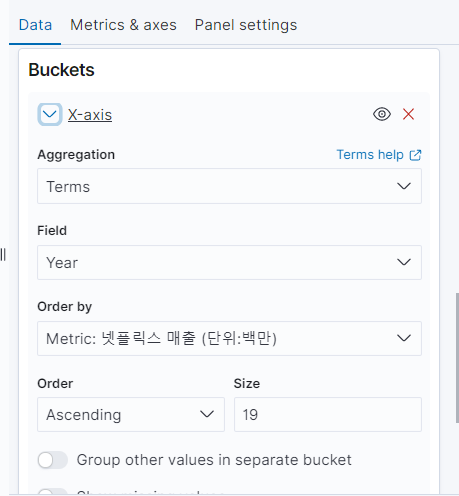 Data Metrics & axes Panel settings
Buckets
X-axis
Aggregation Terms help
Terms
Field
Year
Order by
Metric: 넷플릭스 매출 (단위:백만)
Order Size
Ascending 19
Group other values in separate bucket